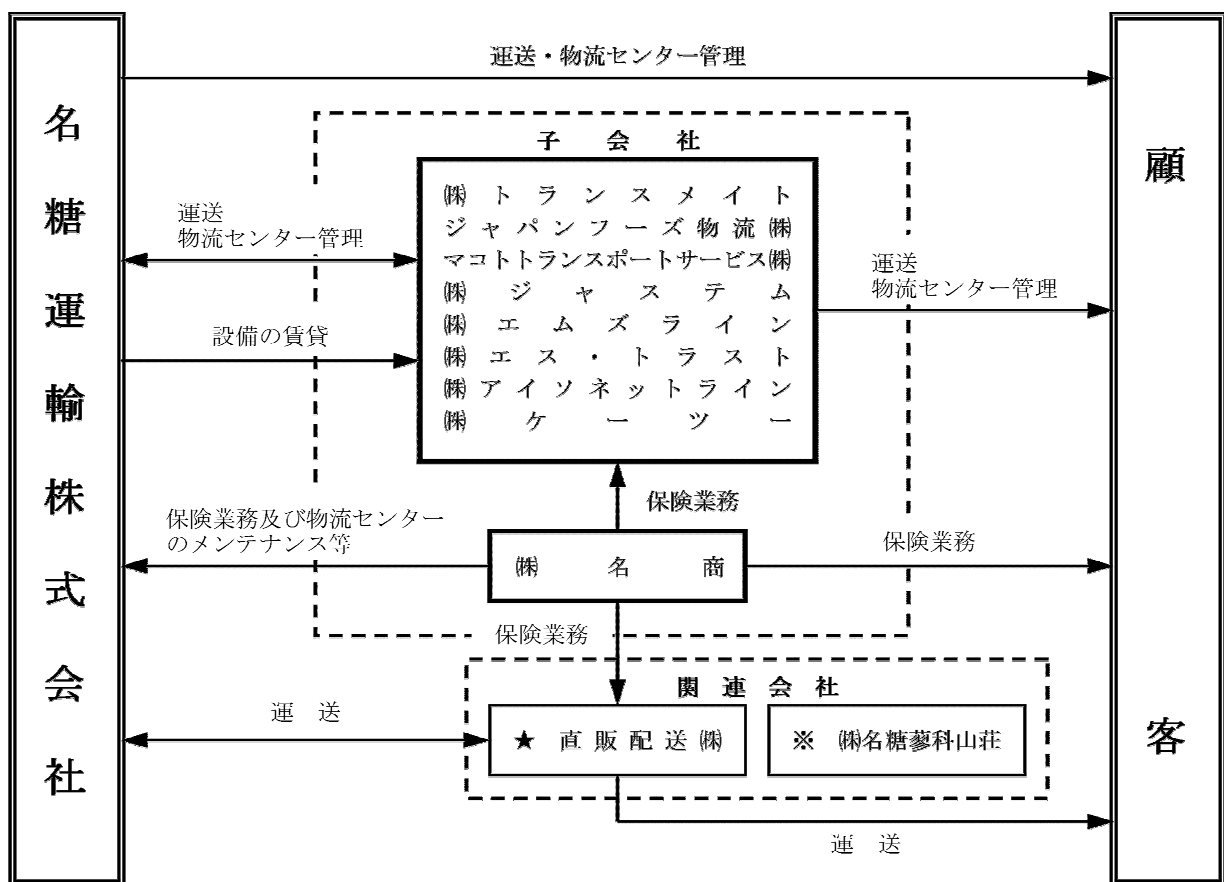 名糖運輸株式会社
運送・物流センター管理
子会社
㈱トランスメイト
ジャパンフーズ物流㈱
マコトトランスポートサービス㈱
㈱ジャステム
㈱エムズライン
㈱エス・トラスト
㈱アイソネットライン
㈱ケーツー
運送
物流センター管理
設備の賃貸
運送
物流センター管理
保険業務
保険業務及び物流センター
のメンテナンス等
㈱名商
保険業務
保険業務
関連会社
運送
★ 直販配送㈱
※ ㈱名糖蓼科山荘
運送
顧客